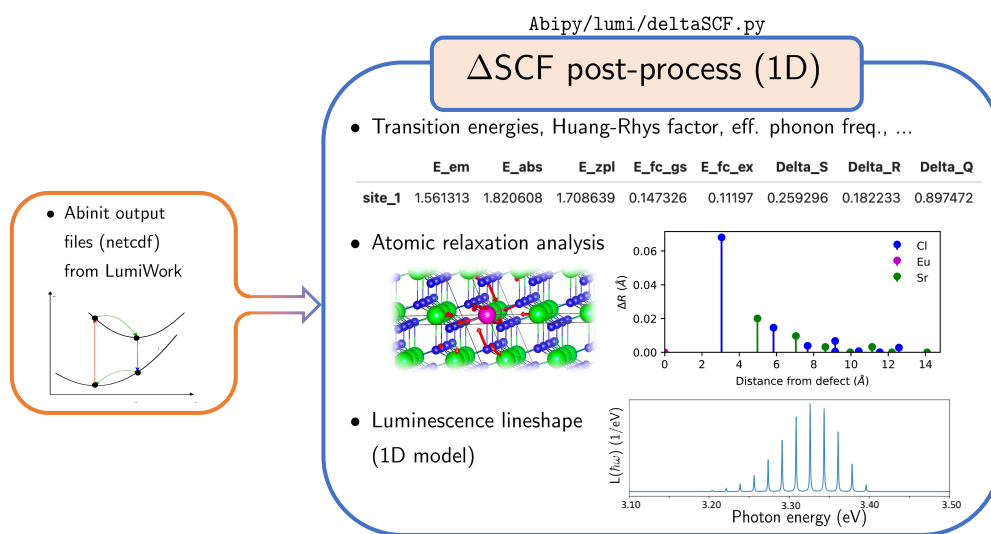 Abipy/lumi/deltaSCF.py
ΔSCF post-process (1D)
• Transition energies, Huang-Rhys factor, eff. phonon freq., ...
E_em E_abs E_zpl E_fc_gs E_fc_ex Delta_S Delta_R Delta_Q
site_1 1.561313 1.820608 1.708639 0.147326 0.11197 0.259296 0.182233 0.897472
• Abinit output
files (netcdf)
from LumiWork
• Atomic relaxation analysis
ΔR (Å)
0.06
0.04
0.02
0.00
Cl
Eu
Sr
0 2 4 6 8 10 12 14
Distance from defect (Å)
• Luminescence lineshape
(1D model)
L(ℏω) (1/eV)
3.10 3.20 3.30 3.40 3.50
Photon energy (eV)